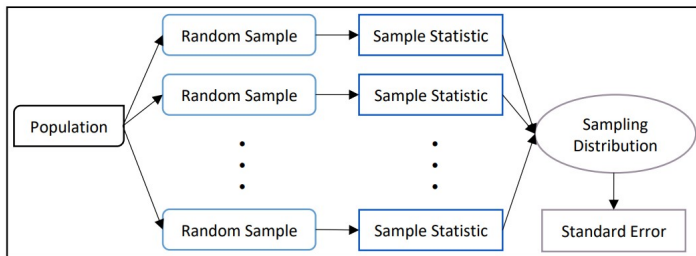 Random Sample
Sample Statistic
Random Sample
Sample Statistic
Population
Sampling
Distribution
Random Sample
Sample Statistic
Standard Error